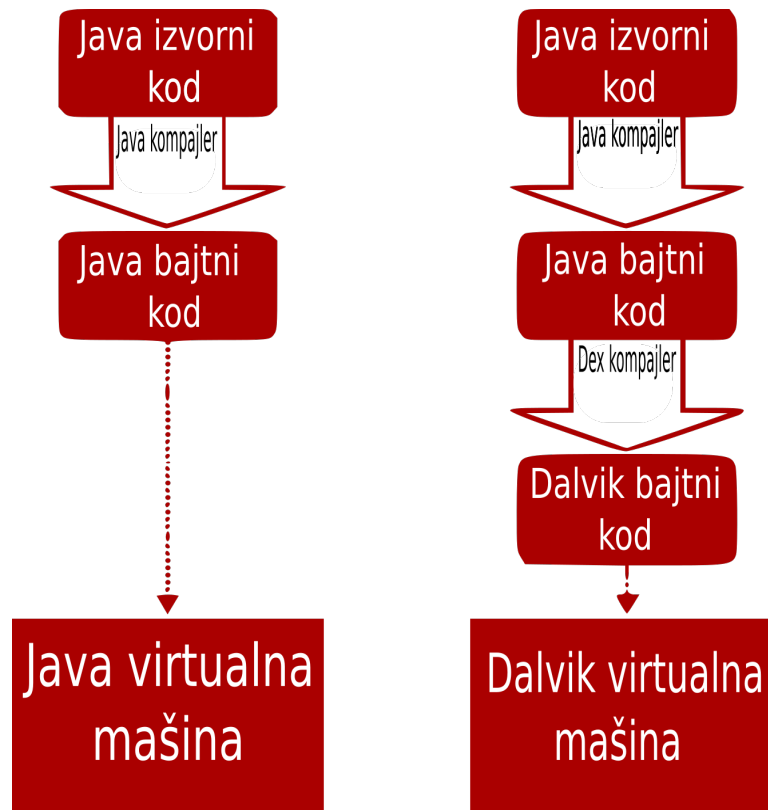 Java izvorni
kod
Java kompajler
Java bajtni
kod
Java virtualna
mašina
Java izvorni
kod
Java kompajler
Java bajtni
kod
Dex kompajler
Dalvik bajtni
kod
Dalvik virtualna
mašina